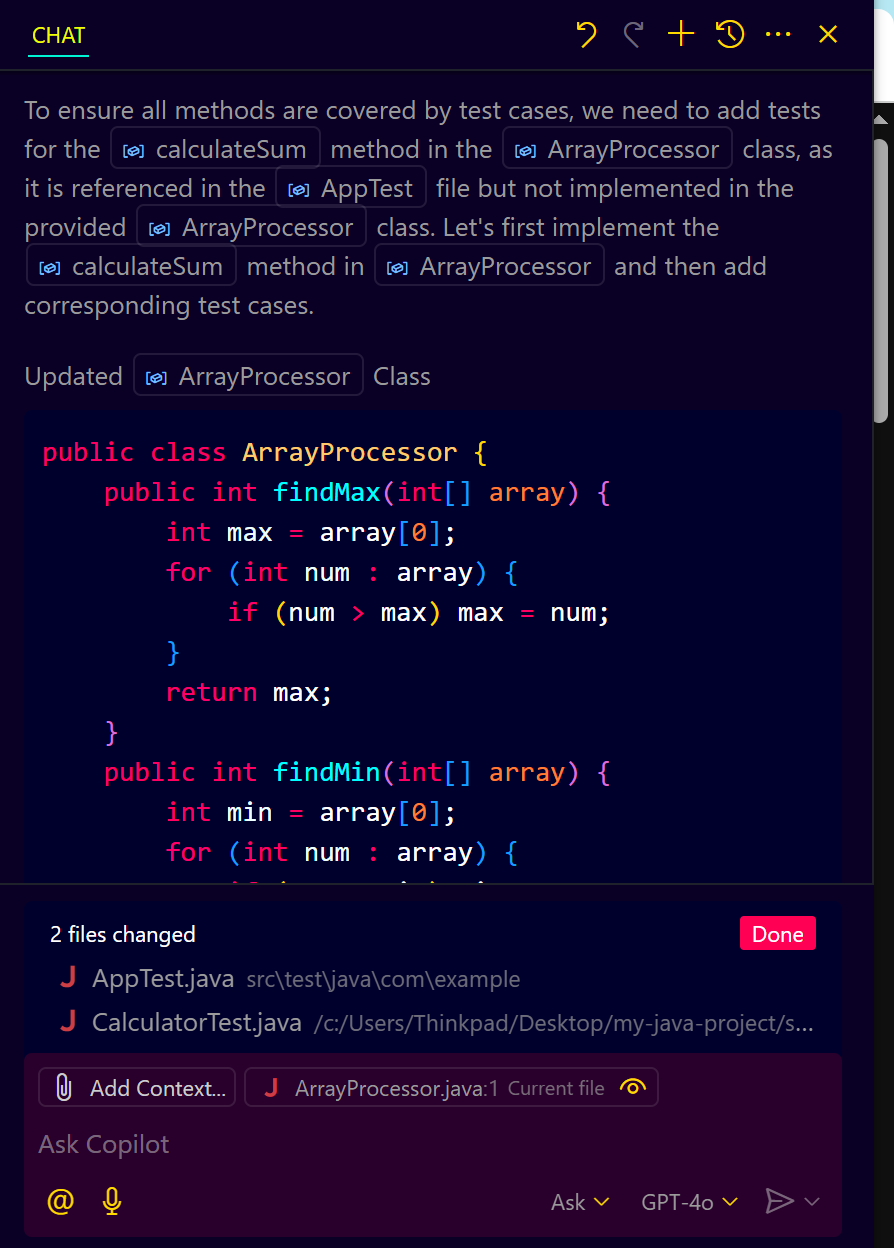 CHAT
To ensure all methods are covered by test cases, we need to add tests
for the calculateSum method in the ArrayProcessor class, as
it is referenced in the AppTest file but not implemented in the
provided ArrayProcessor class. Let's first implement the
calculateSum method in ArrayProcessor and then add
corresponding test cases.
Updated ArrayProcessor Class
public class ArrayProcessor {
    public int findMax(int[] array) {
        int max = array[0];
        for (int num : array) {
            if (num > max) max = num;
        }
        return max;
    }
    public int findMin(int[] array) {
        int min = array[0];
        for (int num : array) {
2 files changed Done
AppTest.java src\test\java\com\example
CalculatorTest.java /c:/Users/Thinkpad/Desktop/my-java-project/s...
Add Context... ArrayProcessor.java:1 Current file
Ask Copilot
@ Ask GPT-4o